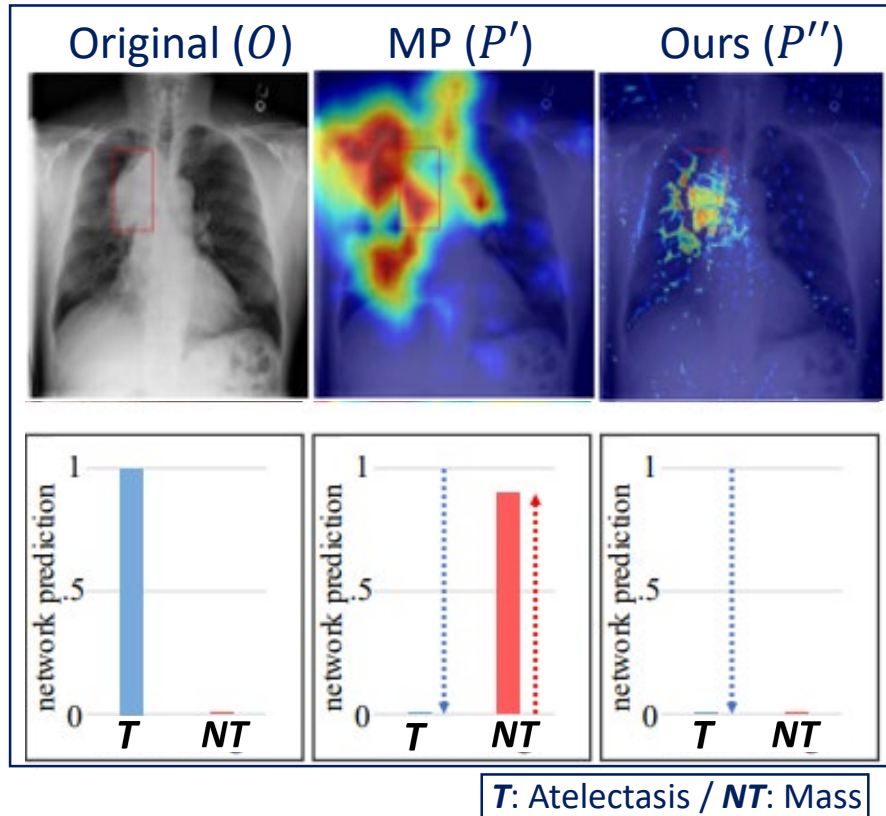 Original (O) MP (P′) Ours (P′′)
network prediction
1
.5
0
T NT
network prediction
1
.5
0
T NT
network prediction
1
.5
0
T NT
T: Atelectasis / NT: Mass